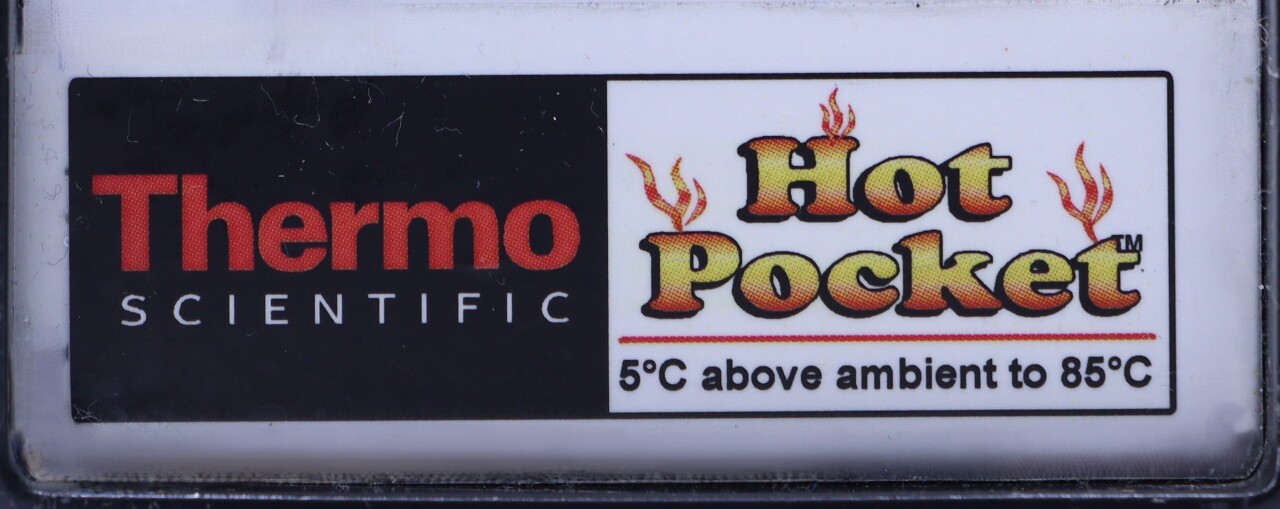 Thermo
SCIENTIFIC
Hot
Pocket™
5°C above ambient to 85°C